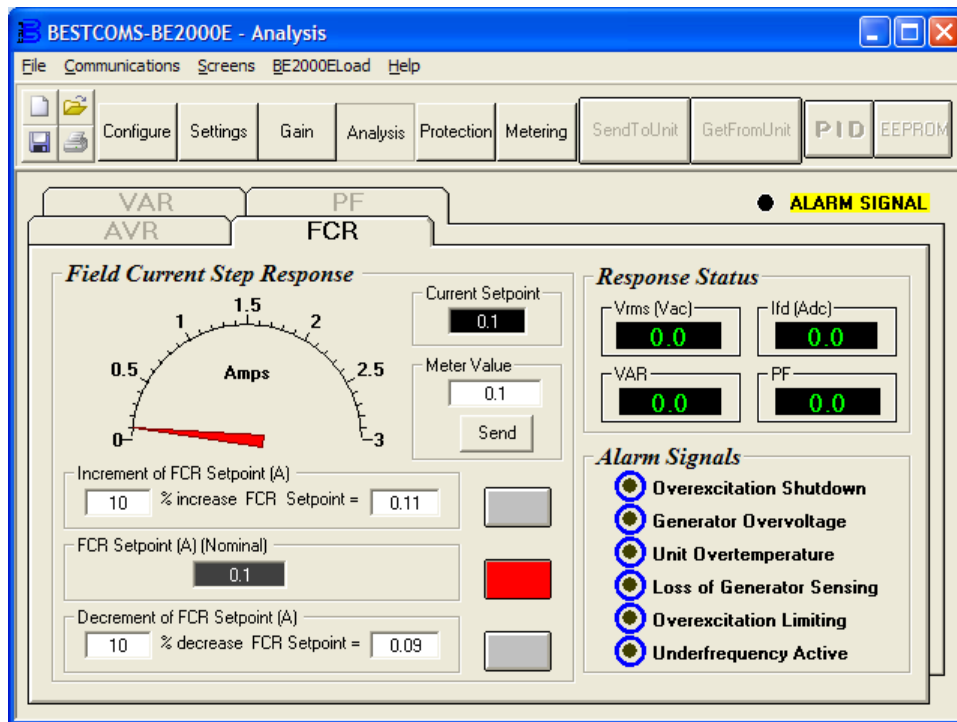 BESTCOMS-BE2000E - Analysis
File Communications Screens BE2000ELoad Help
Configure Settings Gain Analysis Protection Metering SendToUnit GetFromUnit PID EEPROM
VAR PF
ALARM SIGNAL
AVR FCR
Field Current Step Response
0 0.5 1 1.5 2 2.5 3
Amps
Current Setpoint
0.1
Meter Value
0.1
Send
Increment of FCR Setpoint (A)
10 % increase FCR Setpoint = 0.11
FCR Setpoint (A) (Nominal)
0.1
Decrement of FCR Setpoint (A)
10 % decrease FCR Setpoint = 0.09
Response Status
Vrms (Vac) Ifd (Adc)
0.0 0.0
VAR PF
0.0 0.0
Alarm Signals
Overexcitation Shutdown
Generator Overvoltage
Unit Overtemperature
Loss of Generator Sensing
Overexcitation Limiting
Underfrequency Active